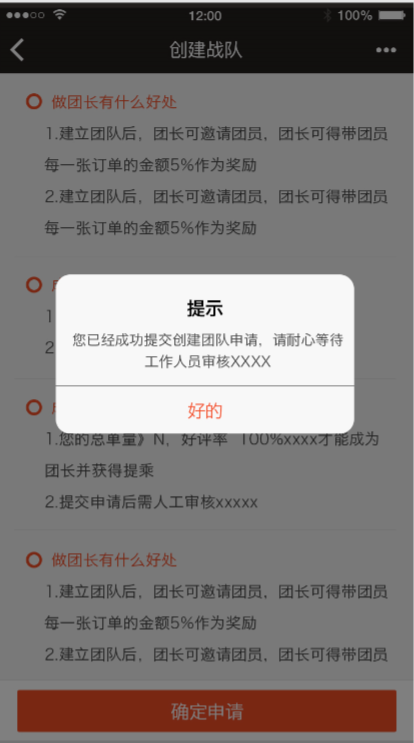 12:00
100%
创建战队
做团长有什么好处
1.建立团队后，团长可邀请团员，团长可得带团员
每一张订单的金额5%作为奖励
2.建立团队后，团长可邀请团员，团长可得带团员
每一张订单的金额5%作为奖励
1
2
提示
您已经成功提交创建团队申请，请耐心等待
工作人员审核XXXX
好的
1.您的总单量》N，好评率 100%xxxx才能成为
团长并获得提乘
2.提交申请后需人工审核xxxxx
做团长有什么好处
1.建立团队后，团长可邀请团员，团长可得带团员
每一张订单的金额5%作为奖励
2.建立团队后，团长可邀请团员，团长可得带团员
确定申请